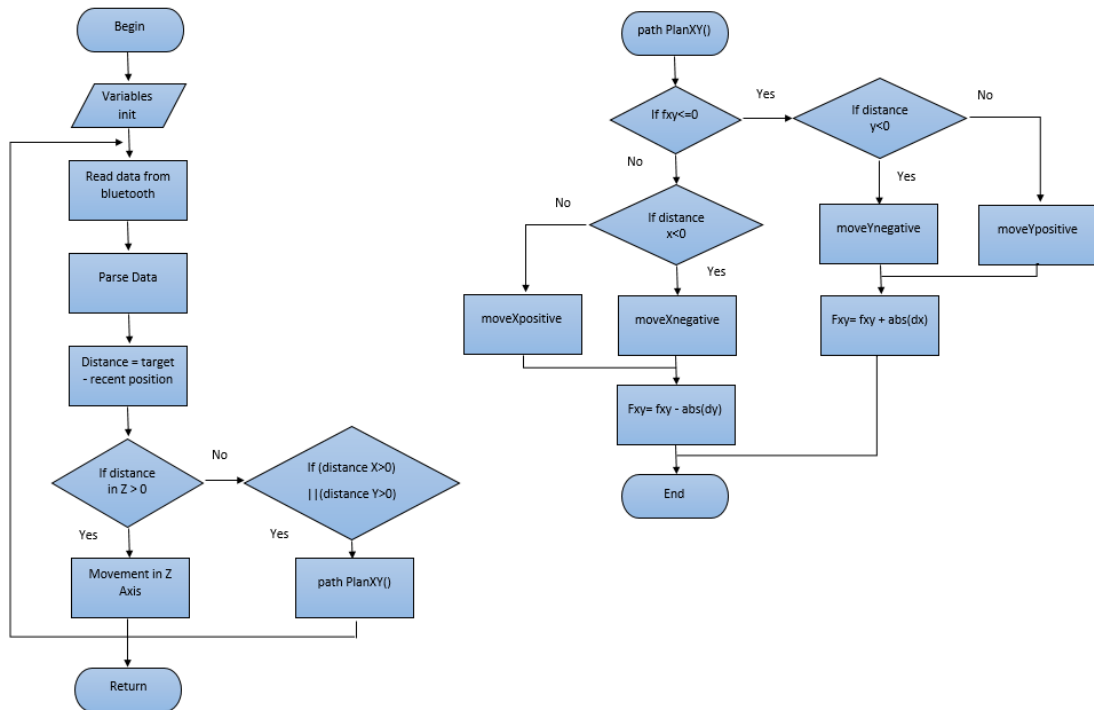 Begin
Variables
init
Read data from
bluetooth
Parse Data
Distance = target
- recent position
If distance
in Z > 0
No
Yes
If (distance X>0)
||(distance Y>0)
Yes
Movement in Z
Axis
path PlanXY()
Return
path PlanXY()
If fxy<=0
Yes
If distance
y<0
No
No
Yes
If distance
x<0
No
Yes
moveYnegative
moveYpositive
moveXpositive
moveXnegative
Fxy= fxy + abs(dx)
Fxy= fxy - abs(dy)
End